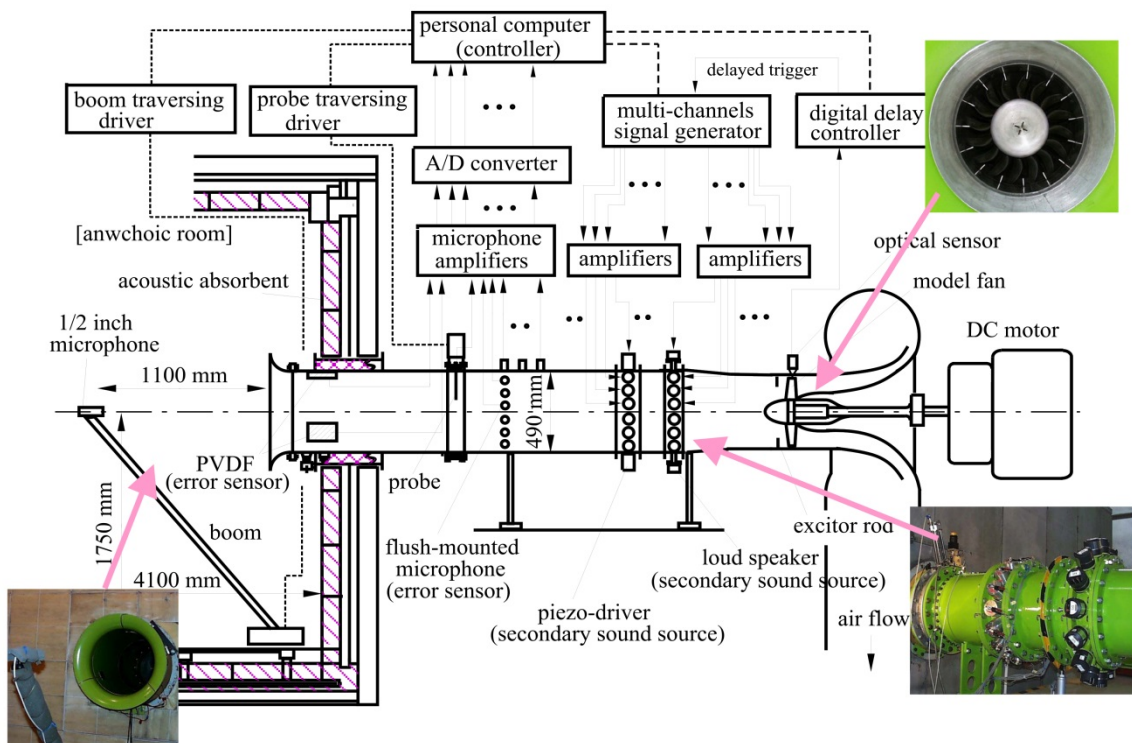 personal computer
(controller)
delayed trigger
boom traversing
driver
probe traversing
driver
multi-channels
signal generator
digital delay
controller
A/D converter
[anwchoic room]
microphone
amplifiers
amplifiers
amplifiers
optical sensor
acoustic absorbent
model fan
1/2 inch
microphone
DC motor
1100 mm
490 mm
PVDF
(error sensor)
probe
1750 mm
boom
excitor rod
flush-mounted
microphone
(error sensor)
loud speaker
(secondary sound source)
4100 mm
piezo-driver
(secondary sound source)
air flow